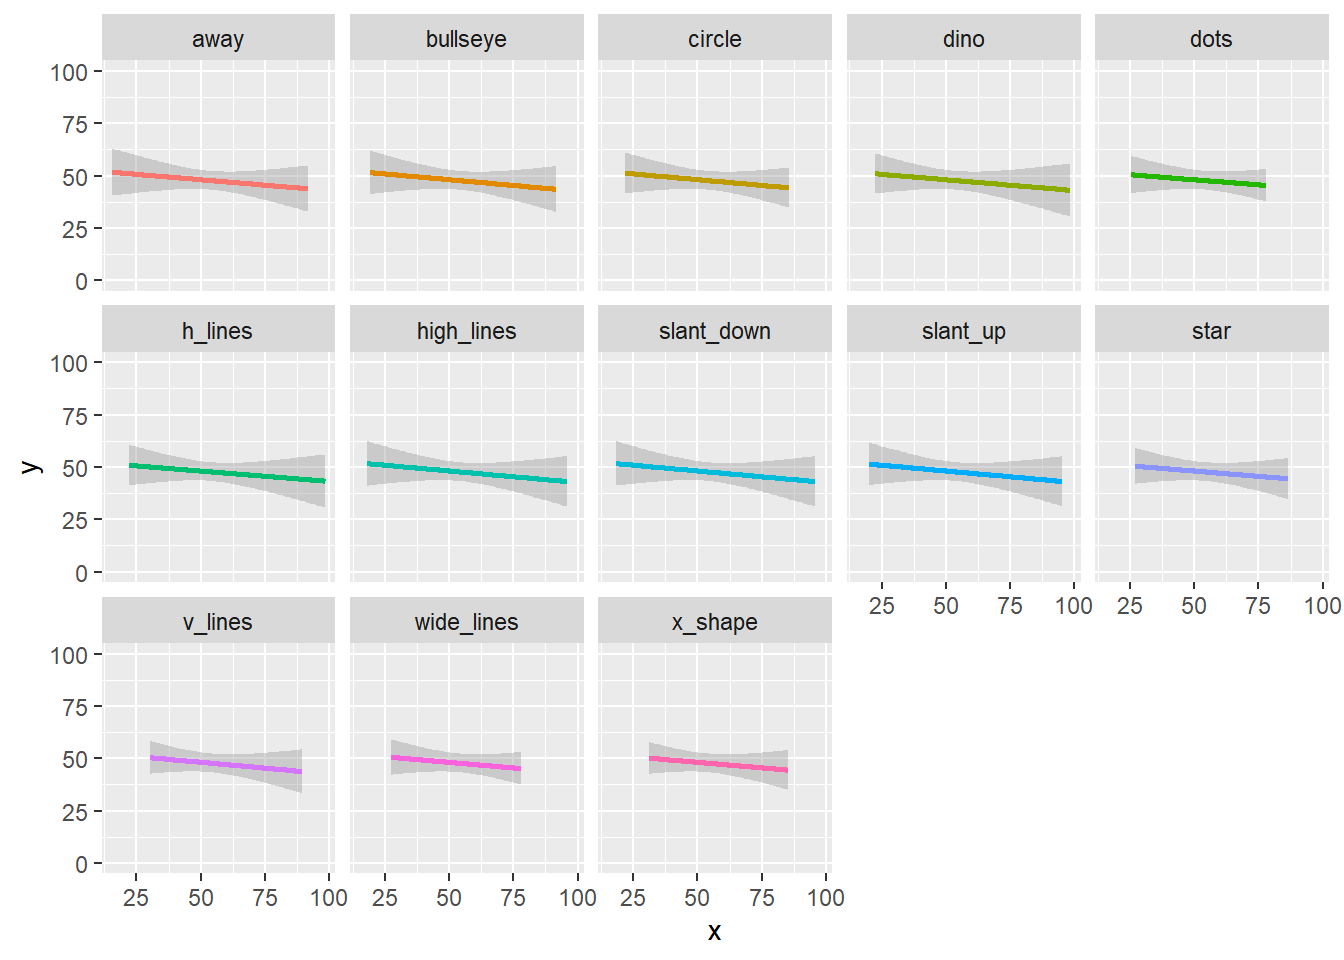 away bullseye circle dino dots
100
75
50
25
0
h_lines high_lines slant_down slant_up star
100
75
50
25
0
25 50 75 100 25 50 75 100
v_lines wide_lines x_shape
100
75
50
25
0
25 50 75 100 25 50 75 100 25 50 75 100
x
y